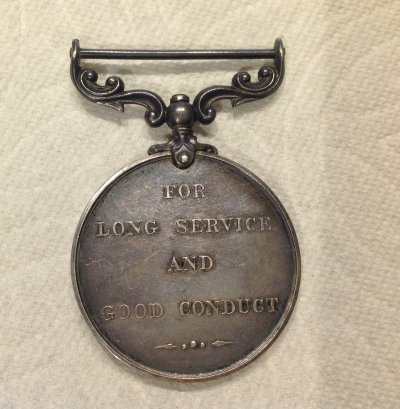 FOR
LONG SERVICE
AND
GOOD CONDUCT